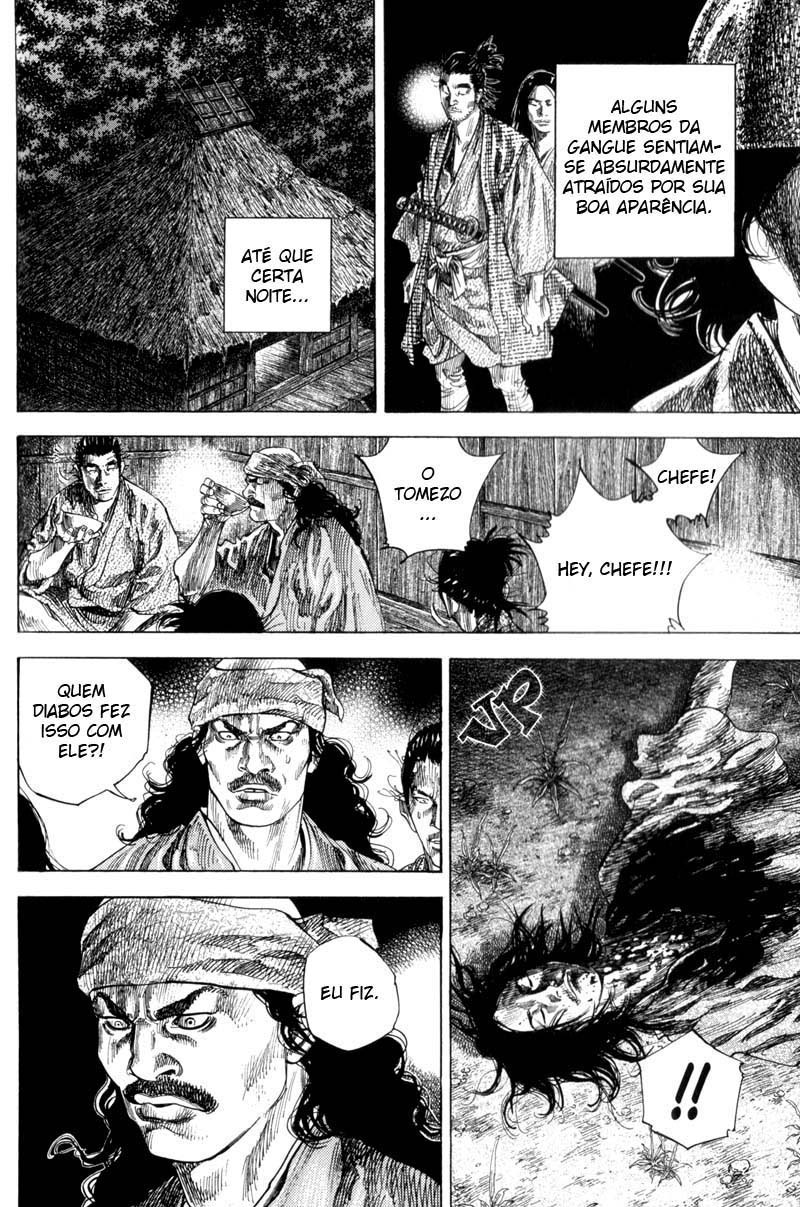 ALGUNS
MEMBROS DA
GANGUE SENTIAM-
SE ABSURDAMENTE
ATRAÍDOS POR SUA
BOA APARÊNCIA.
ATÉ QUE
CERTA
NOITE...
CHEFE!
HEY, CHEFE!!!
O
TOMEZO
...
VP
!!
QUEM
DIABOS FEZ
ISSO COM
ELE?!
EU FIZ.